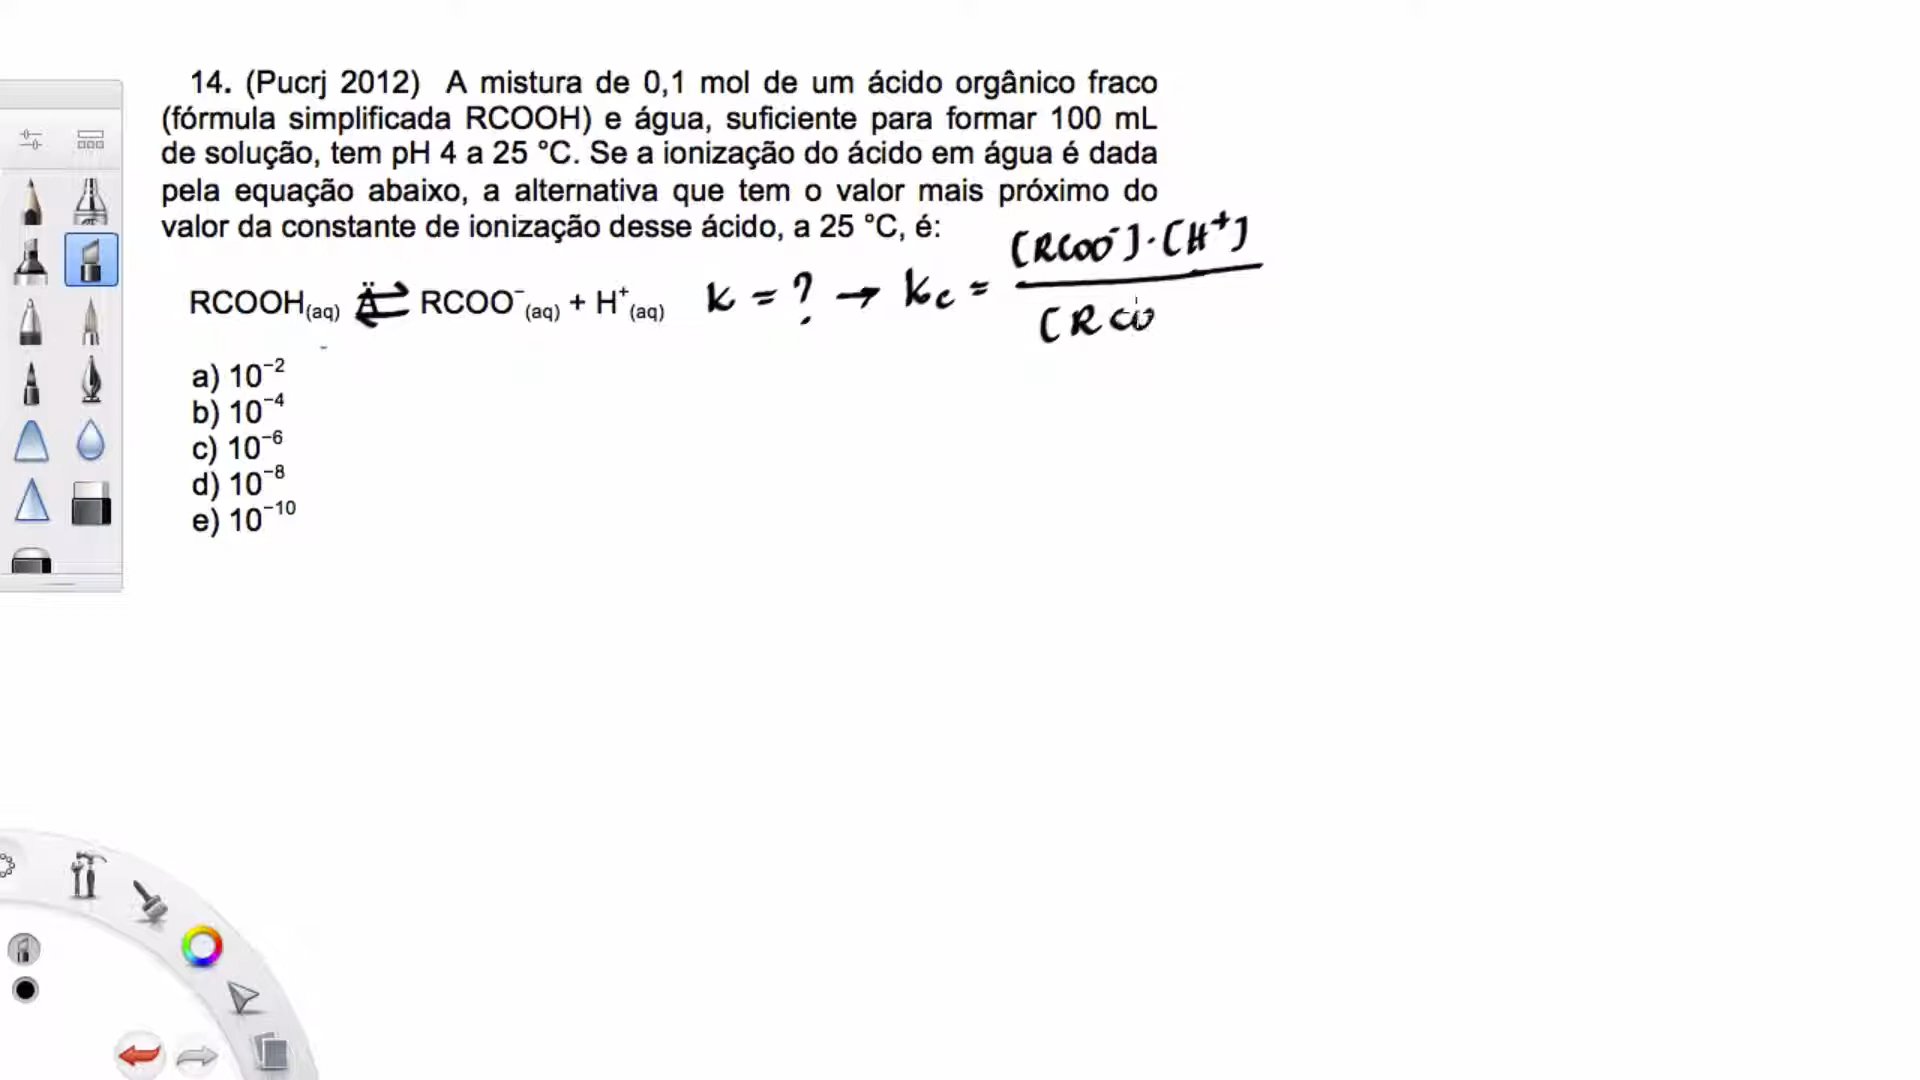 14. (Pucrj 2012) A mistura de 0,1 mol de um ácido orgânico fraco
(fórmula simplificada RCOOH) e água, suficiente para formar 100 mL
de solução, tem pH 4 a 25 °C. Se a ionização do ácido em água é dada
pela equação abaixo, a alternativa que tem o valor mais próximo do
valor da constante de ionização desse ácido, a 25 °C, é:
RCOOH(aq) Ä ⇌ RCOO⁻(aq) + H⁺(aq) K = ? → Kc = [RCOO⁻]·[H⁺]
[RCO
a) 10⁻²
b) 10⁻⁴
c) 10⁻⁶
d) 10⁻⁸
e) 10⁻¹⁰